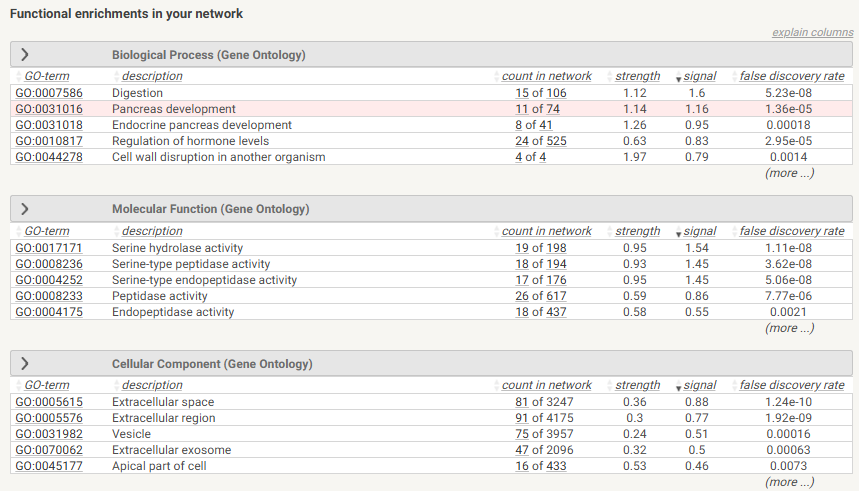 Functional enrichments in your network
explain columns
Biological Process (Gene Ontology)
GO-term description count in network strength signal false discovery rate
GO:0007586 Digestion 15 of 106 1.12 1.6 5.23e-08
GO:0031016 Pancreas development 11 of 74 1.14 1.16 1.36e-05
GO:0031018 Endocrine pancreas development 8 of 41 1.26 0.95 0.00018
GO:0010817 Regulation of hormone levels 24 of 525 0.63 0.83 2.95e-05
GO:0044278 Cell wall disruption in another organism 4 of 4 1.97 0.79 0.0014
(more ...)
Molecular Function (Gene Ontology)
GO-term description count in network strength signal false discovery rate
GO:0017171 Serine hydrolase activity 19 of 198 0.95 1.54 1.11e-08
GO:0008236 Serine-type peptidase activity 18 of 194 0.93 1.45 3.62e-08
GO:0004252 Serine-type endopeptidase activity 17 of 176 0.95 1.45 5.06e-08
GO:0008233 Peptidase activity 26 of 617 0.59 0.86 7.77e-06
GO:0004175 Endopeptidase activity 18 of 437 0.58 0.55 0.0021
(more ...)
Cellular Component (Gene Ontology)
GO-term description count in network strength signal false discovery rate
GO:0005615 Extracellular space 81 of 3247 0.36 0.88 1.24e-10
GO:0005576 Extracellular region 91 of 4175 0.3 0.77 1.92e-09
GO:0031982 Vesicle 75 of 3957 0.24 0.51 0.00016
GO:0070062 Extracellular exosome 47 of 2096 0.32 0.5 0.00063
GO:0045177 Apical part of cell 16 of 433 0.53 0.46 0.0073
(more ...)